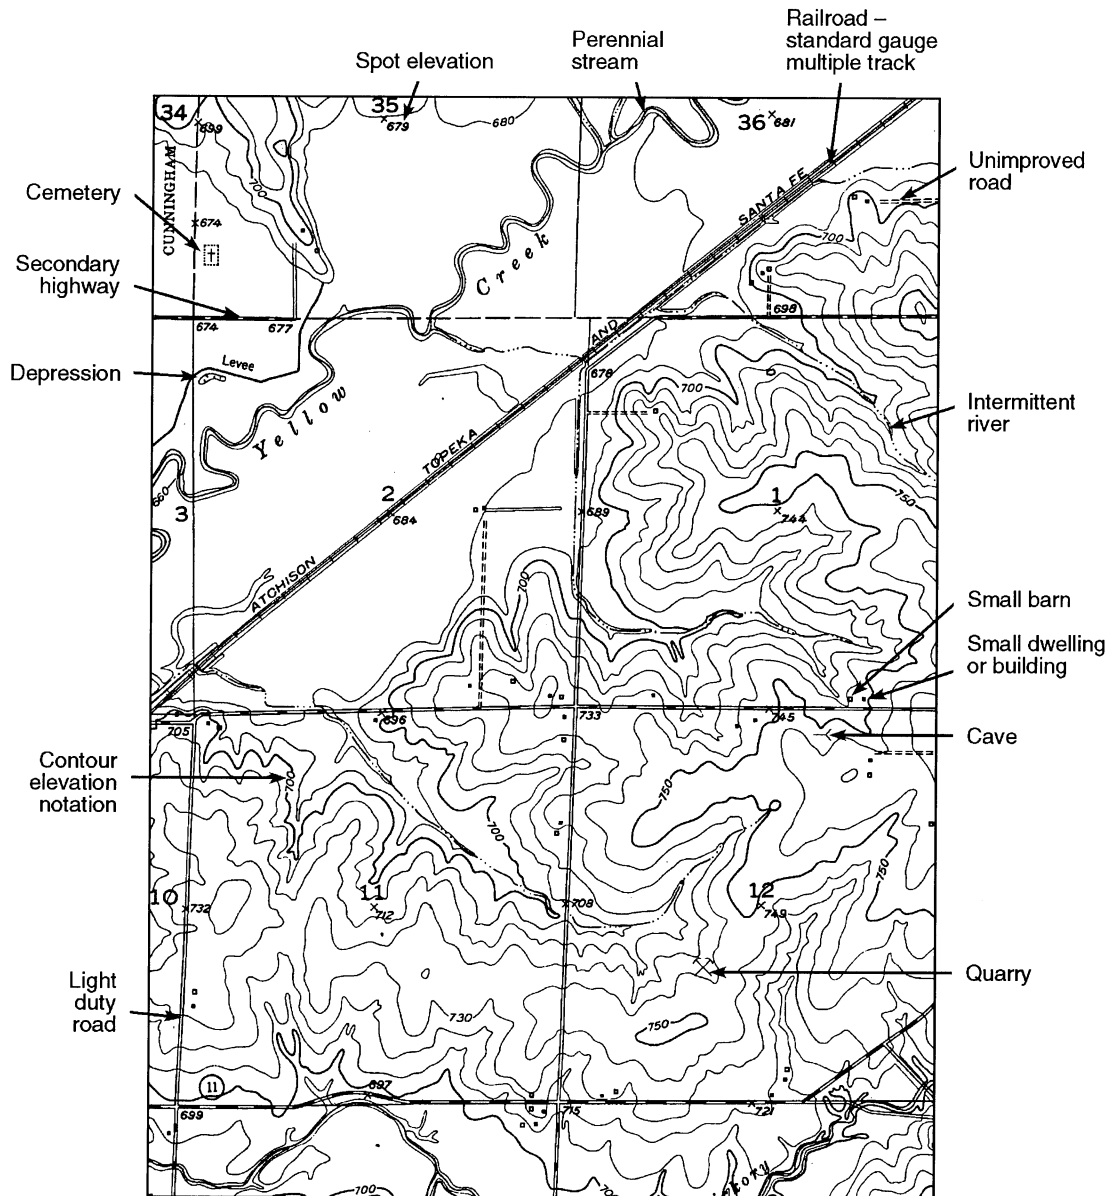 Railroad –
standard gauge
multiple track
Perennial
stream
Spot elevation
34
35
36
699
679
680
681
CUNNINGHAM
700
SANTA FE
Unimproved
road
Cemetery
674
Creek
700
Secondary
highway
674
677
698
AND
Levee
678
Depression
Yellow
700
Intermittent
river
TOPEKA
660
3
2
684
689
1
744
750
ATCHISON
700
Small barn
Small dwelling
or building
696
733
745
705
Cave
Contour
elevation
notation
700
750
700
750
10
732
11
712
708
12
749
Quarry
Light
duty
road
730
750
11
697
699
715
721
700
700
kory